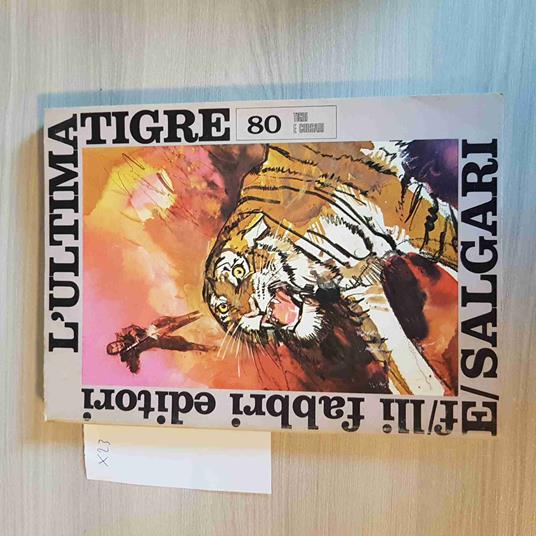 L'ULTIMA
TIGRE
80
TIGRI
E CORSARI
E/SALGARI
f/lli fabbri editori
X23